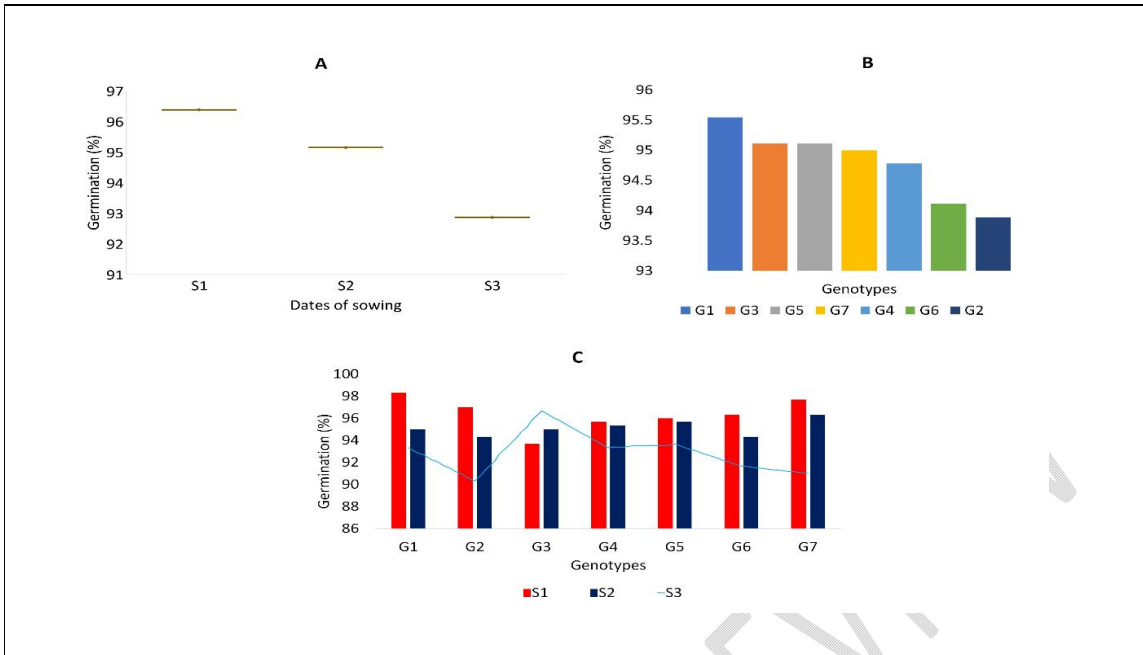 A
Germination (%)
97
96
95
94
93
92
91
S1 S2 S3
Dates of sowing
B
Germination (%)
96
95.5
95
94.5
94
93.5
93
Genotypes
G1 G3 G5 G7 G4 G6 G2
C
Germination (%)
100
98
96
94
92
90
88
86
G1 G2 G3 G4 G5 G6 G7
Genotypes
S1 S2 S3